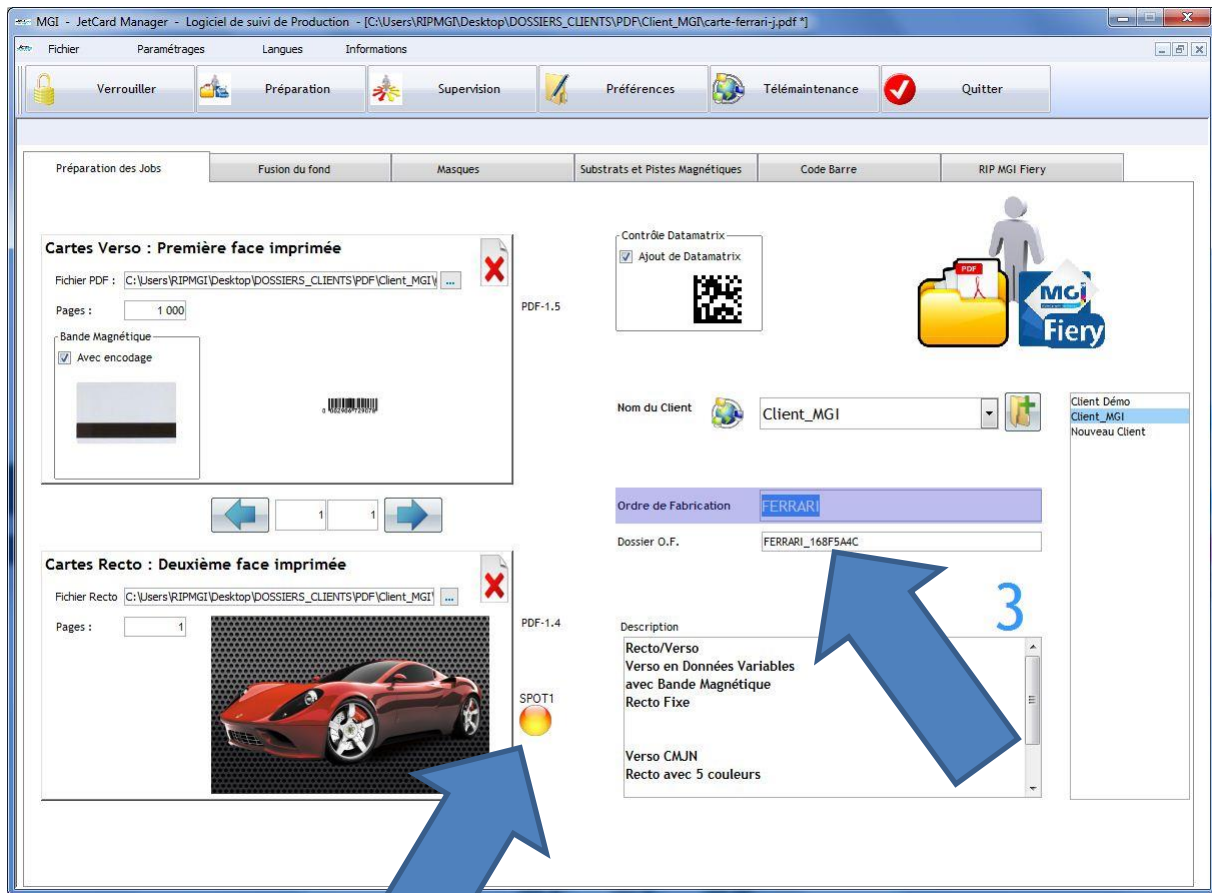 MGI - JetCard Manager - Logiciel de suivi de Production - [C:\Users\RIPMGI\Desktop\DOSSIERS_CLIENTS\PDF\Client_MGI\carte-ferrari-j.pdf *]
Fichier Paramétrages Langues Informations
Verrouiller Préparation Supervision Préférences Télémaintenance Quitter
Préparation des Jobs Fusion du fond Masques Substrats et Pistes Magnétiques Code Barre RIP MGI Fiery
Cartes Verso : Première face imprimée
Fichier PDF : C:\Users\RIPMGI\Desktop\DOSSIERS_CLIENTS\PDF\Client_MGI\ ...
PDF-1.5
Pages : 1 000
Bande Magnétique
Avec encodage
1 1
Cartes Recto : Deuxième face imprimée
Fichier Recto C:\Users\RIPMGI\Desktop\DOSSIERS_CLIENTS\PDF\Client_MGI\ ...
PDF-1.4
Pages : 1
SPOT1
Contrôle Datamatrix
Ajout de Datamatrix
PDF
MGI
Fiery
Nom du Client Client_MGI
Client Démo
Client_MGI
Nouveau Client
Ordre de Fabrication FERRARI
Dossier O.F. FERRARI_168F5A4C
3
Description
Recto/Verso
Verso en Données Variables
avec Bande Magnétique
Recto Fixe
Verso CMJN
Recto avec 5 couleurs